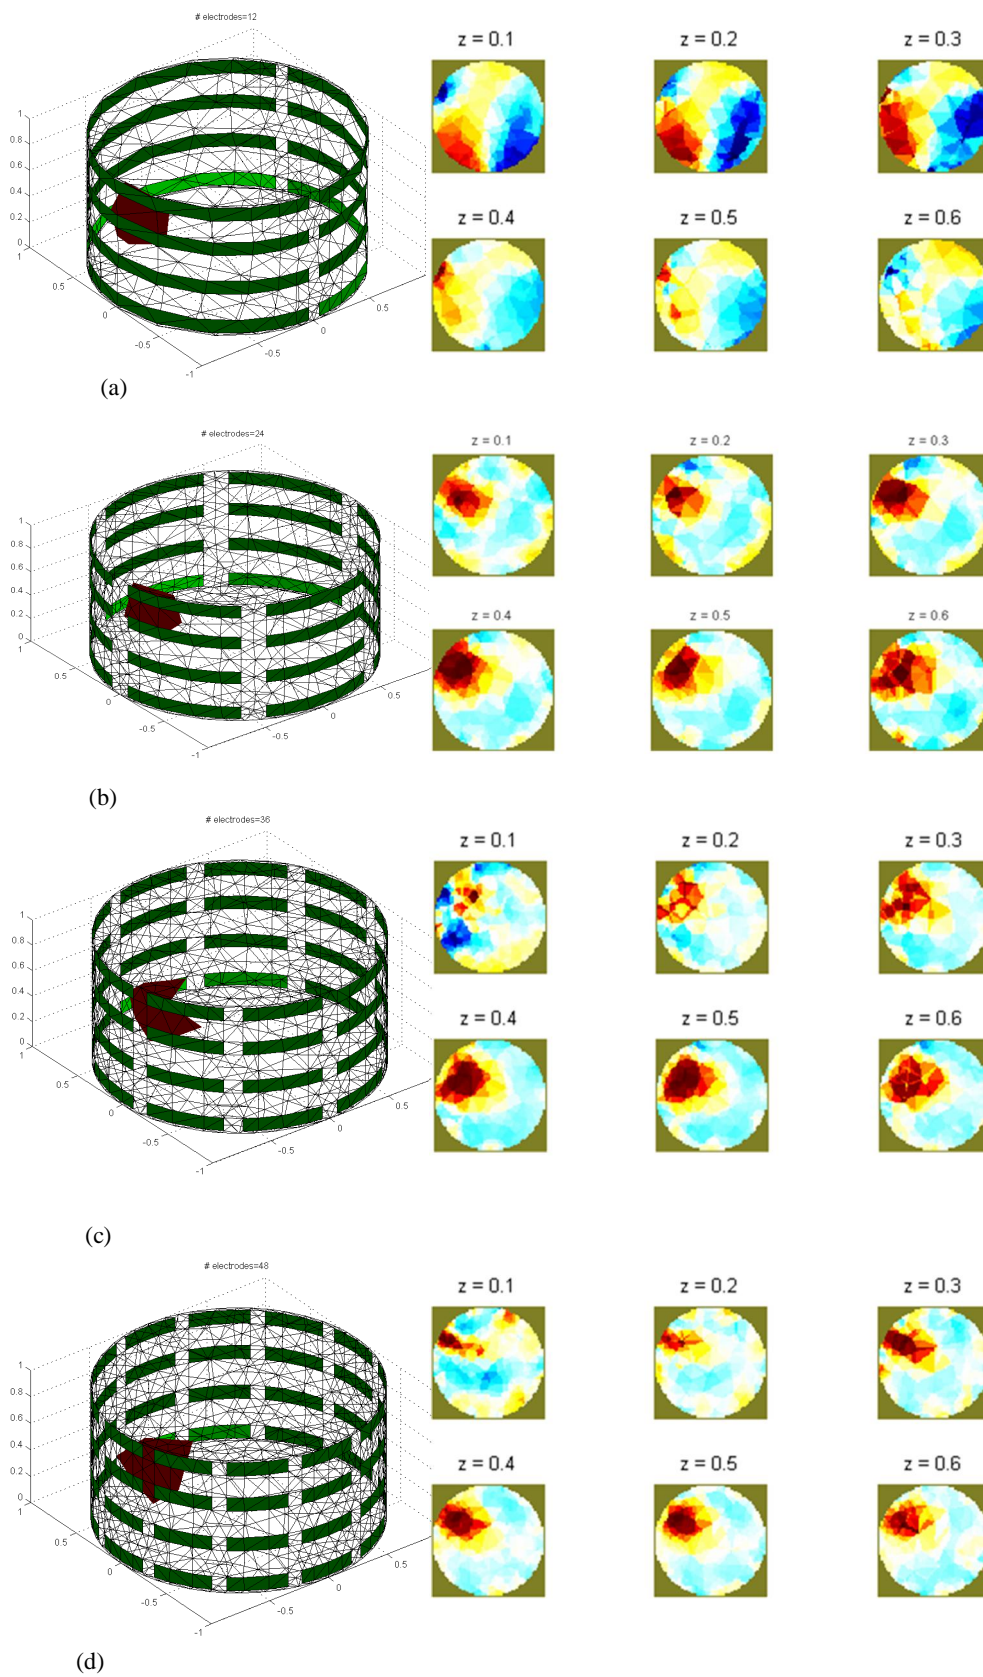 # electrodes=12
1
0.8
0.6
0.4
0.2
0
1
0.5
0
-0.5
-1
0
0.5
z = 0.1
z = 0.2
z = 0.3
z = 0.4
z = 0.5
z = 0.6
(a)
# electrodes=24
1
0.8
0.6
0.4
0.2
0
1
0.5
0
-0.5
-1
-0.5
0
0.5
z = 0.1
z = 0.2
z = 0.3
z = 0.4
z = 0.5
z = 0.6
(b)
# electrodes=36
1
0.8
0.6
0.4
0.2
0
1
0.5
0
-0.5
-1
-0.5
0
0.5
z = 0.1
z = 0.2
z = 0.3
z = 0.4
z = 0.5
z = 0.6
(c)
# electrodes=48
1
0.8
0.6
0.4
0.2
0
1
0.5
0
-0.5
-1
-0.5
0
0.5
z = 0.1
z = 0.2
z = 0.3
z = 0.4
z = 0.5
z = 0.6
(d)